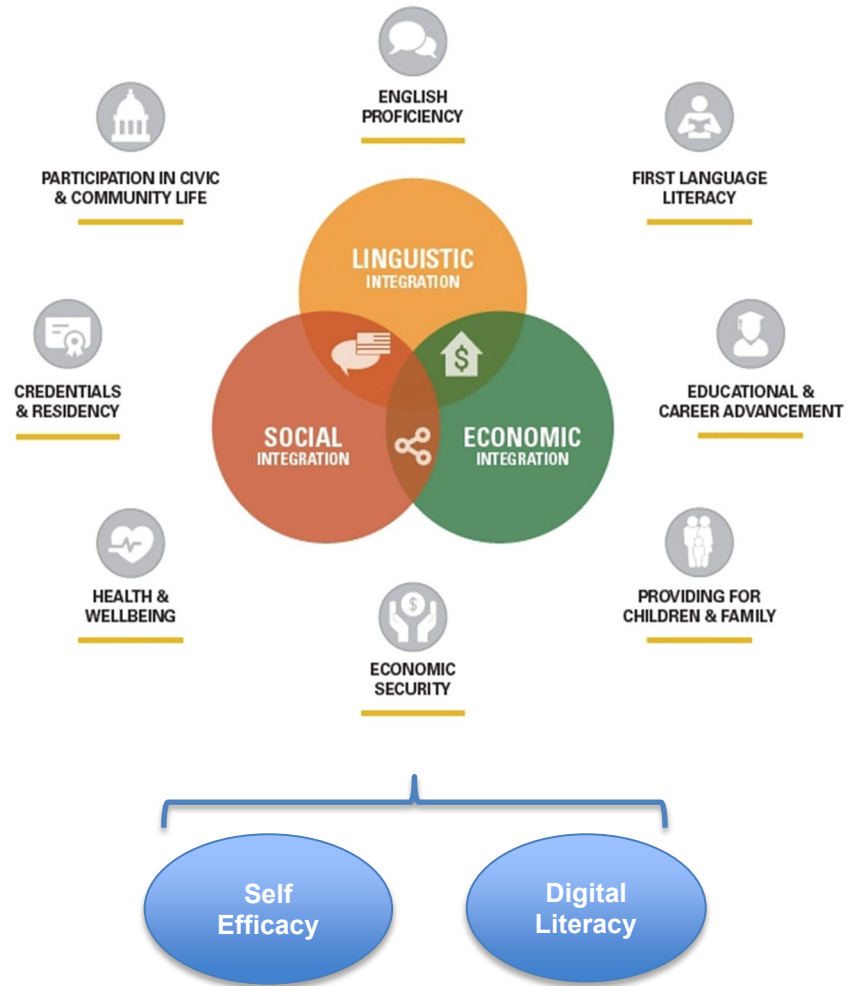 ENGLISH
PROFICIENCY
PARTICIPATION IN CIVIC
& COMMUNITY LIFE
FIRST LANGUAGE
LITERACY
LINGUISTIC
INTEGRATION
$
CREDENTIALS
& RESIDENCY
EDUCATIONAL &
CAREER ADVANCEMENT
SOCIAL
INTEGRATION
ECONOMIC
INTEGRATION
HEALTH &
WELLBEING
PROVIDING FOR
CHILDREN & FAMILY
$
ECONOMIC
SECURITY
Self
Efficacy
Digital
Literacy